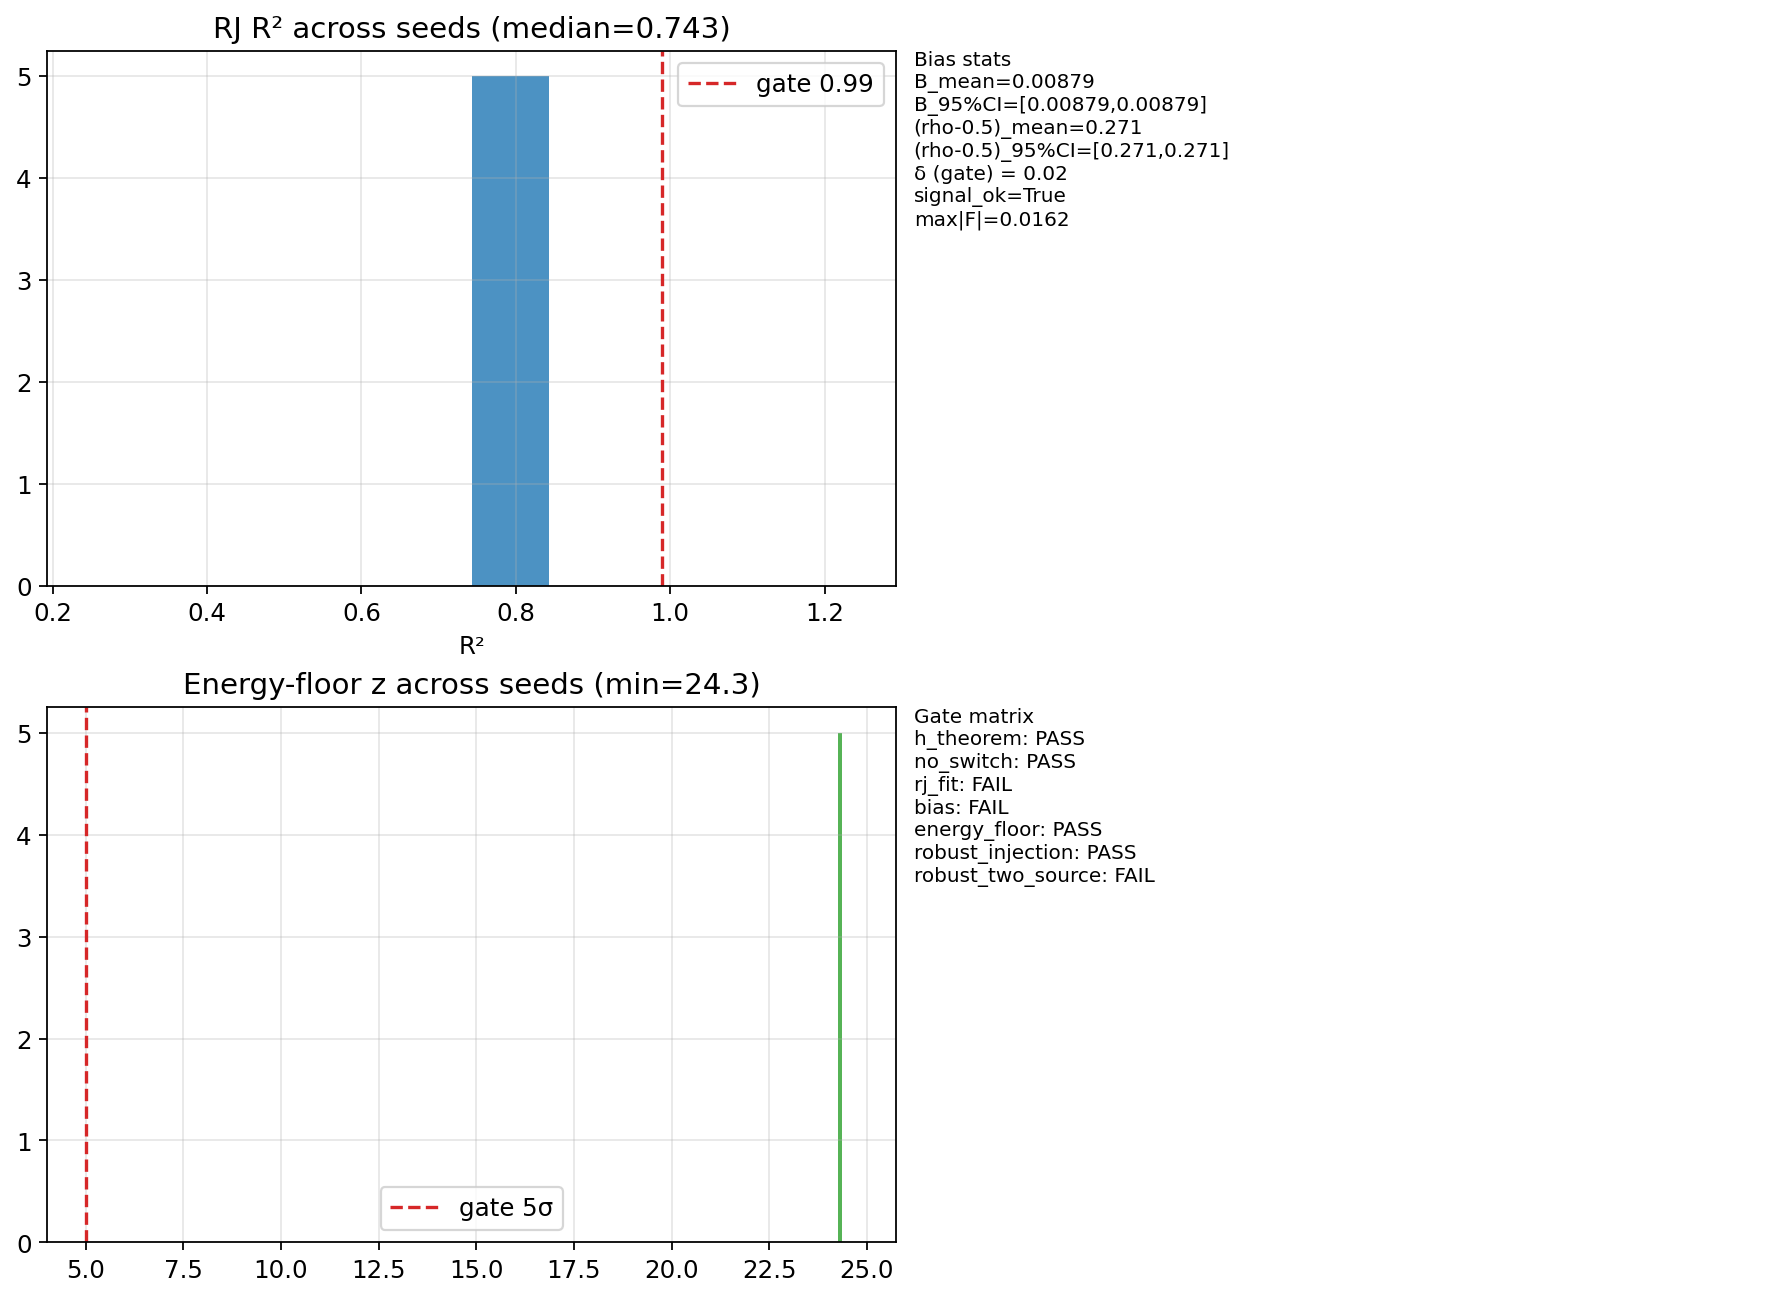 RJ R² across seeds (median=0.743)
5
4
3
2
1
0
gate 0.99
0.2 0.4 0.6 0.8 1.0 1.2
R²
Bias stats
B_mean=0.00879
B_95%CI=[0.00879,0.00879]
(rho-0.5)_mean=0.271
(rho-0.5)_95%CI=[0.271,0.271]
δ (gate) = 0.02
signal_ok=True
max|F|=0.0162
Energy-floor z across seeds (min=24.3)
5
4
3
2
1
0
gate 5σ
5.0 7.5 10.0 12.5 15.0 17.5 20.0 22.5 25.0
Gate matrix
h_theorem: PASS
no_switch: PASS
rj_fit: FAIL
bias: FAIL
energy_floor: PASS
robust_injection: PASS
robust_two_source: FAIL